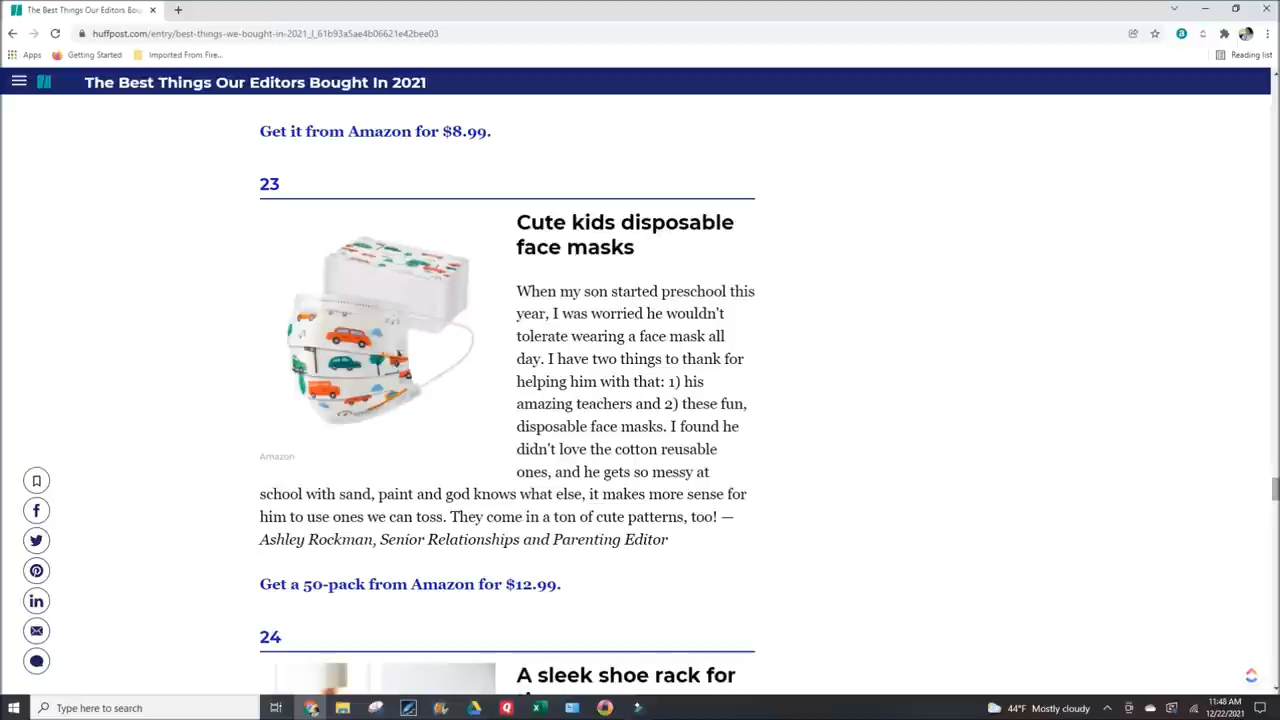 The Best Things Our Editors Bou
huffpost.com/entry/best-things-we-bought-in-2021_l_61b93a5ae4b06621e42bee03
Apps
Getting Started
Imported From Fire...
Reading list
The Best Things Our Editors Bought In 2021
Get it from Amazon for $8.99.
23
Cute kids disposable
face masks
When my son started preschool this
year, I was worried he wouldn't
tolerate wearing a face mask all
day. I have two things to thank for
helping him with that: 1) his
amazing teachers and 2) these fun,
disposable face masks. I found he
didn't love the cotton reusable
ones, and he gets so messy at
Amazon
school with sand, paint and god knows what else, it makes more sense for
him to use ones we can toss. They come in a ton of cute patterns, too! —
Ashley Rockman, Senior Relationships and Parenting Editor
Get a 50-pack from Amazon for $12.99.
24
A sleek shoe rack for
Type here to search
44°F Mostly cloudy
11:48 AM
12/22/2021